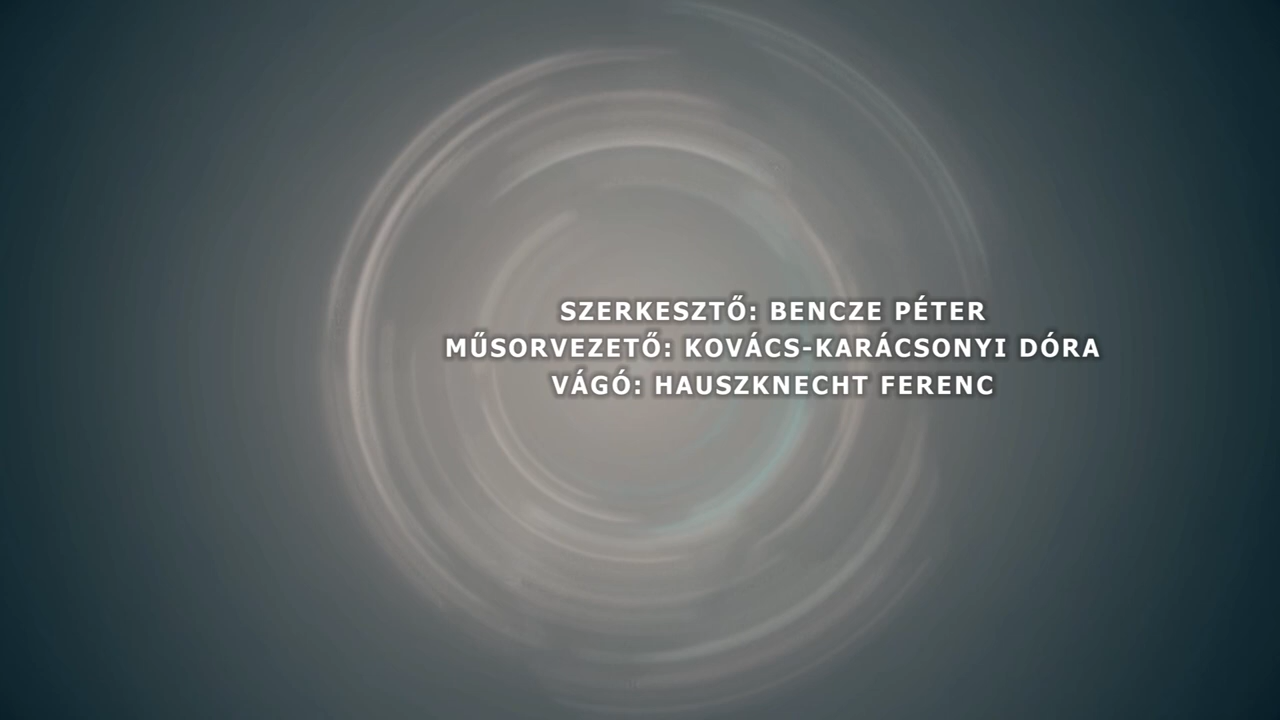 SZERKESZTŐ: BENCZE PÉTER
MŰSORVEZETŐ: KOVÁCS-KARÁCSONYI DÓRA
VÁGÓ: HAUSZKNECHT FERENC